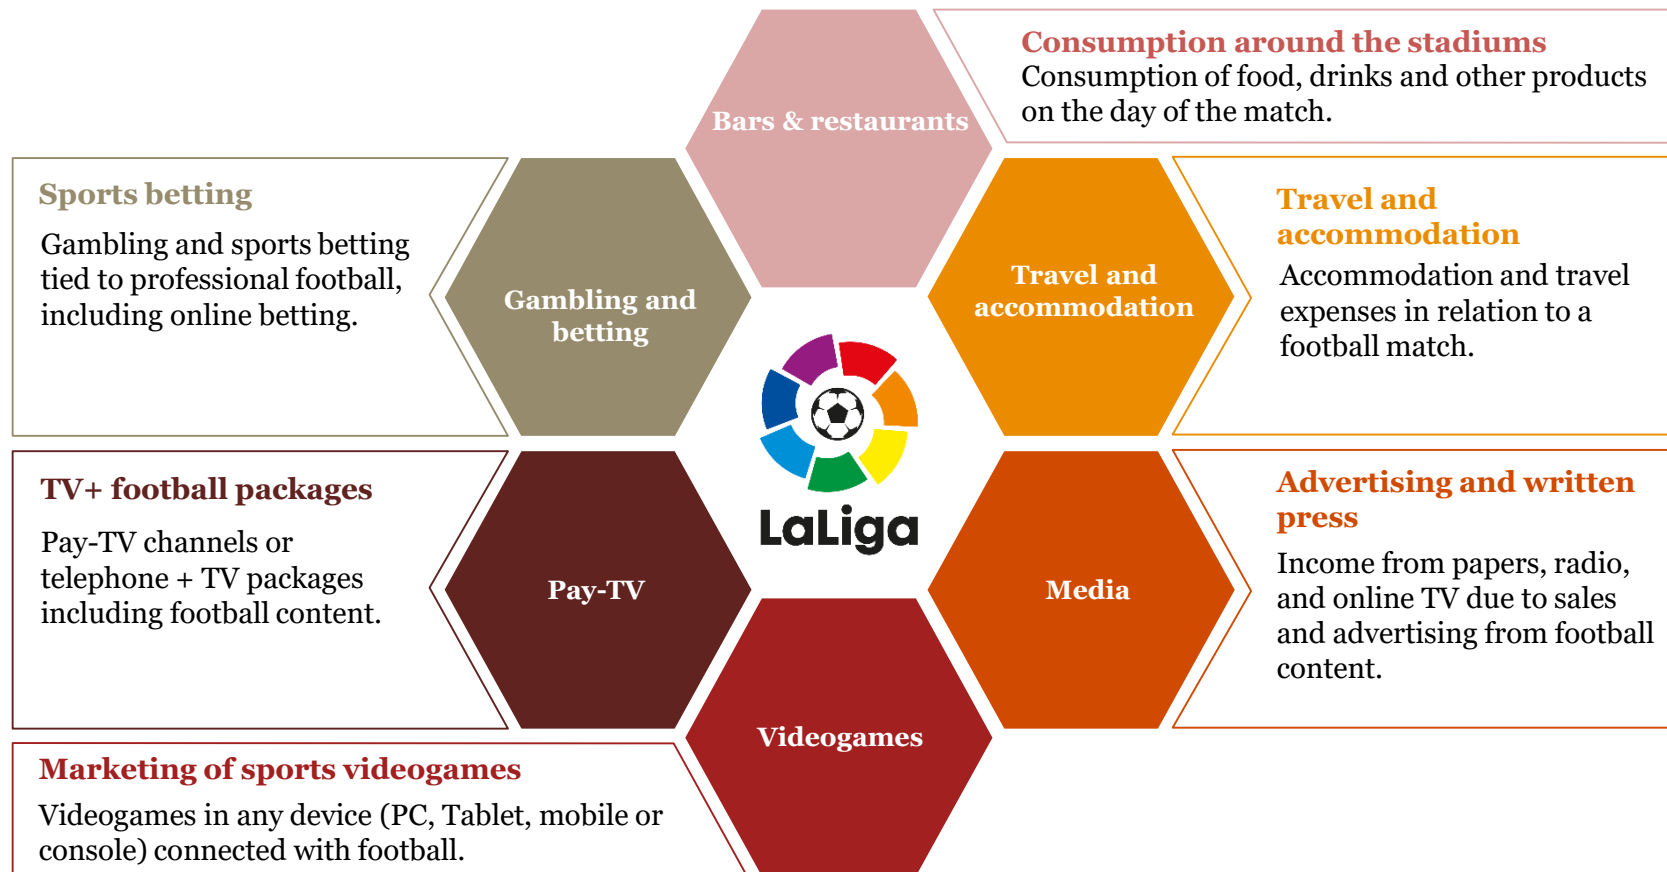 Consumption around the stadiums
Consumption of food, drinks and other products
on the day of the match.
Bars & restaurants
Sports betting
Gambling and sports betting
tied to professional football,
including online betting.
Gambling and
betting
Travel and
accommodation
Travel and
accommodation
Accommodation and travel
expenses in relation to a
football match.
LaLiga
TV+ football packages
Pay-TV channels or
telephone + TV packages
including football content.
Pay-TV
Media
Advertising and written
press
Income from papers, radio,
and online TV due to sales
and advertising from football
content.
Videogames
Marketing of sports videogames
Videogames in any device (PC, Tablet, mobile or
console) connected with football.